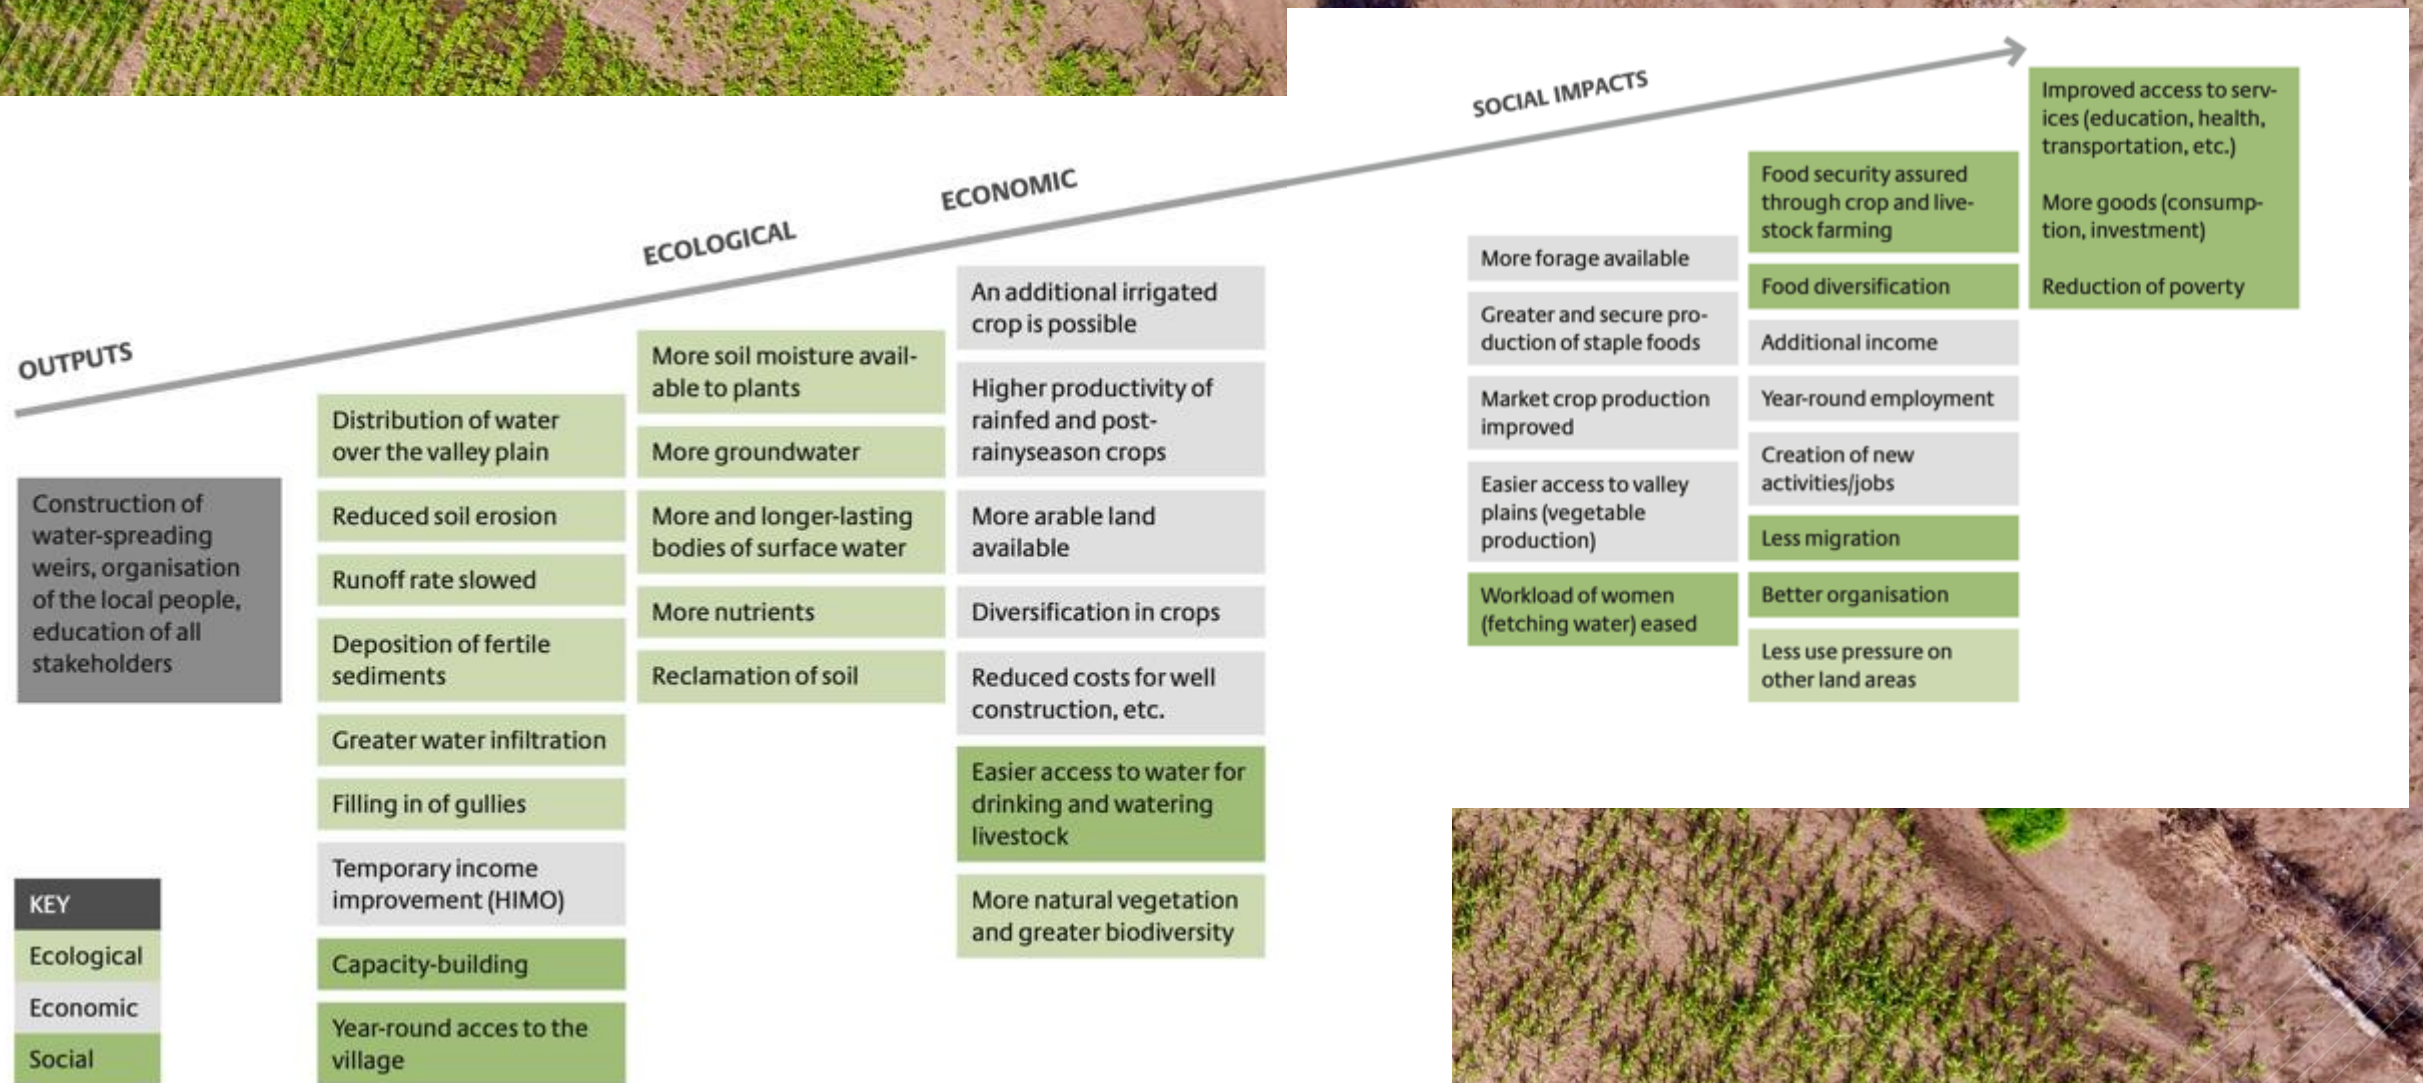 OUTPUTS
ECOLOGICAL
ECONOMIC
SOCIAL IMPACTS
Construction of
water-spreading
weirs, organisation
of the local people,
education of all
stakeholders
KEY
Ecological
Economic
Social
Distribution of water
over the valley plain
Reduced soil erosion
Runoff rate slowed
Deposition of fertile
sediments
Greater water infiltration
Filling in of gullies
Temporary income
improvement (HIMO)
Capacity-building
Year-round acces to the
village
More soil moisture avail-
able to plants
More groundwater
More and longer-lasting
bodies of surface water
More nutrients
Reclamation of soil
An additional irrigated
crop is possible
Higher productivity of
rainfed and post-
rainyseason crops
More arable land
available
Diversification in crops
Reduced costs for well
construction, etc.
Easier access to water for
drinking and watering
livestock
More natural vegetation
and greater biodiversity
More forage available
Greater and secure pro-
duction of staple foods
Market crop production
improved
Easier access to valley
plains (vegetable
production)
Workload of women
(fetching water) eased
Food security assured
through crop and live-
stock farming
Food diversification
Additional income
Year-round employment
Creation of new
activities/jobs
Less migration
Better organisation
Less use pressure on
other land areas
Improved access to serv-
ices (education, health,
transportation, etc.)
More goods (consump-
tion, investment)
Reduction of poverty